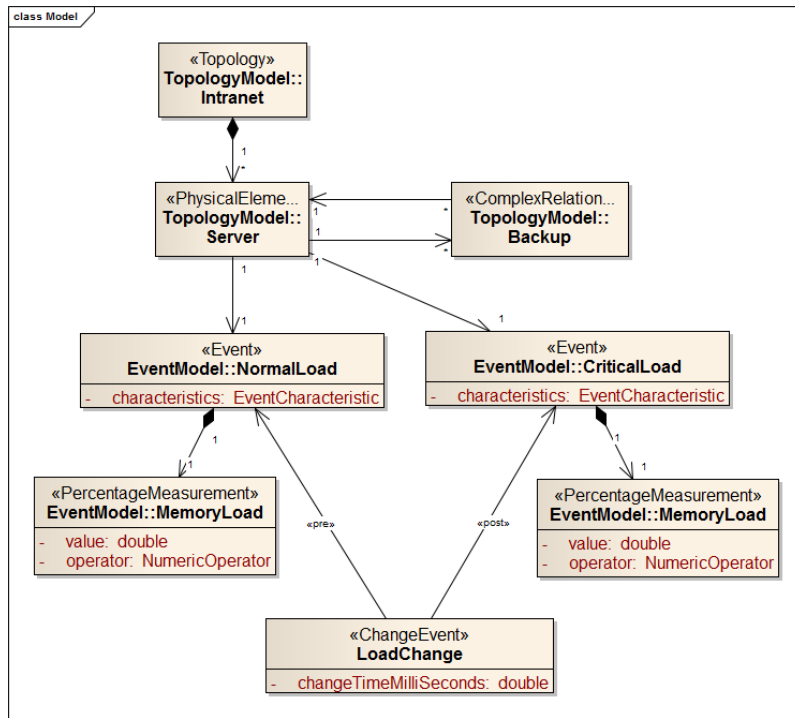 class Model
«Topology»
TopologyModel::
Intranet
1
*
«PhysicalEleme...
TopologyModel::
Server
«ComplexRelation...
TopologyModel::
Backup
1
*
1
*
1
*
1
1
1
«Event»
EventModel::NormalLoad
- characteristics: EventCharacteristic
«Event»
EventModel::CriticalLoad
- characteristics: EventCharacteristic
1
1
1
1
«PercentageMeasurement»
EventModel::MemoryLoad
- value: double
- operator: NumericOperator
«PercentageMeasurement»
EventModel::MemoryLoad
- value: double
- operator: NumericOperator
«pre»
«post»
«ChangeEvent»
LoadChange
- changeTimeMilliSeconds: double